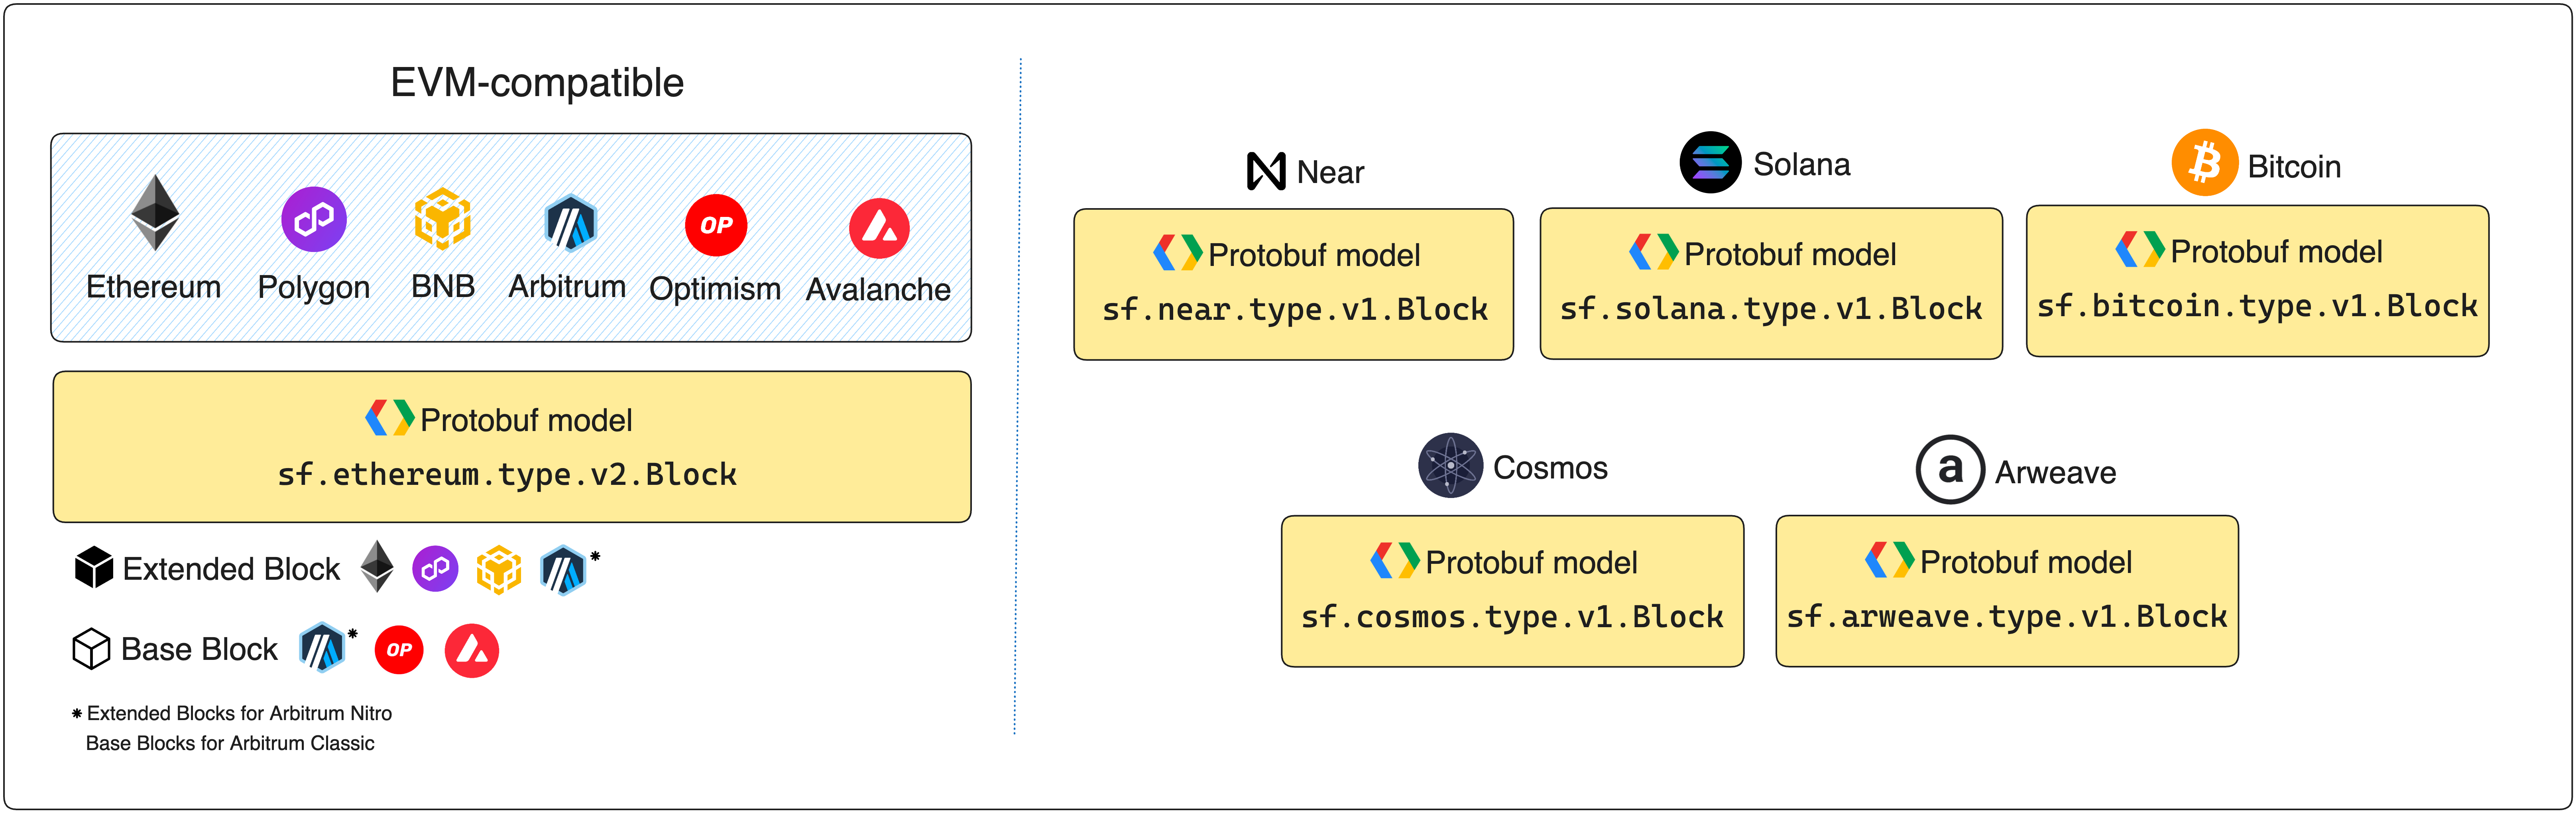 EVM-compatible
Ethereum
Polygon
BNB
Arbitrum
OP
Optimism
Avalanche
Protobuf model
sf.ethereum.type.v2.Block
Extended Block *
Base Block * OP
* Extended Blocks for Arbitrum Nitro
Base Blocks for Arbitrum Classic
Near
Protobuf model
sf.near.type.v1.Block
Solana
Protobuf model
sf.solana.type.v1.Block
Bitcoin
Protobuf model
sf.bitcoin.type.v1.Block
Cosmos
Protobuf model
sf.cosmos.type.v1.Block
a Arweave
Protobuf model
sf.arweave.type.v1.Block